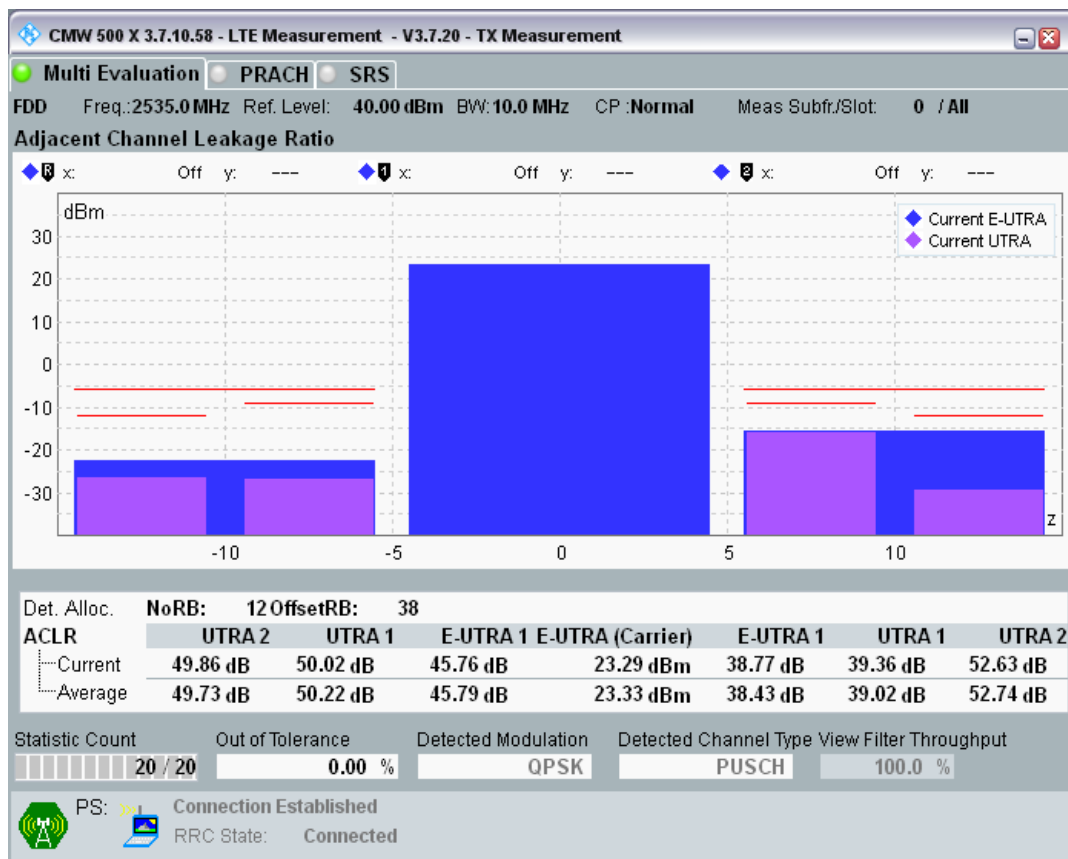 CMW 500 X 3.7.10.58 - LTE Measurement - V3.7.20 - TX Measurement
Multi Evaluation PRACH SRS
FDD Freq.:2535.0 MHz Ref. Level: 40.00 dBm BW: 10.0 MHz CP :Normal Meas Subfr./Slot: 0 / All
Adjacent Channel Leakage Ratio
R x: Off y: --- 1 x: Off y: --- 2 x: Off y: ---
dBm
Current E-UTRA
Current UTRA
30
20
10
0
-10
-20
-30
z
-10 -5 0 5 10
Det. Alloc. NoRB: 12 OffsetRB: 38
ACLR UTRA 2 UTRA 1 E-UTRA 1 E-UTRA (Carrier) E-UTRA 1 UTRA 1 UTRA 2
Current 49.86 dB 50.02 dB 45.76 dB 23.29 dBm 38.77 dB 39.36 dB 52.63 dB
Average 49.73 dB 50.22 dB 45.79 dB 23.33 dBm 38.43 dB 39.02 dB 52.74 dB
Statistic Count Out of Tolerance Detected Modulation Detected Channel Type View Filter Throughput
20 / 20 0.00 % QPSK PUSCH 100.0 %
PS: Connection Established
RRC State: Connected